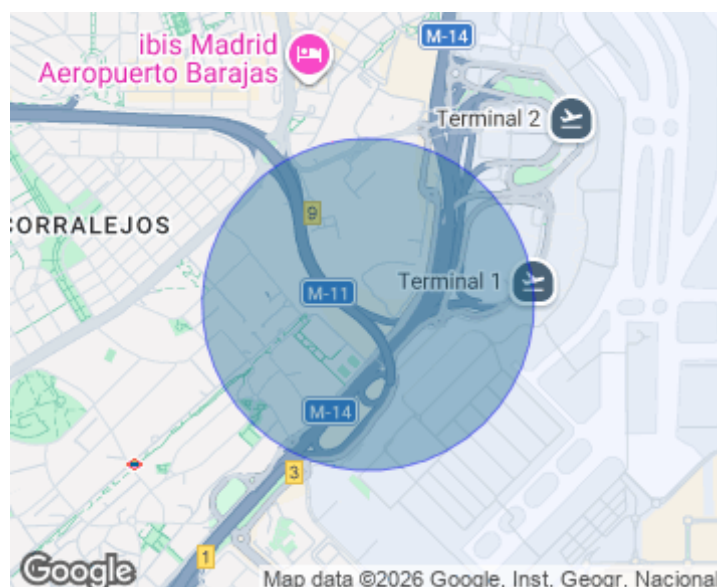 M-14
ibis Madrid
Aeropuerto Barajas
Terminal 2
9
CORRALEJOS
Terminal 1
M-11
M-14
3
1
Google
Map data ©2026 Google, Inst. Geogr. Nacional